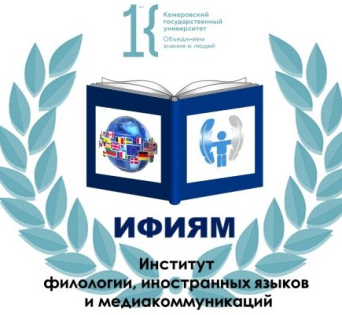 Кемеровский
государственный
университет
Объединяем
знания и людей
ИФИЯМ
Институт
филологии, иностранных языков
и медиакоммуникаций